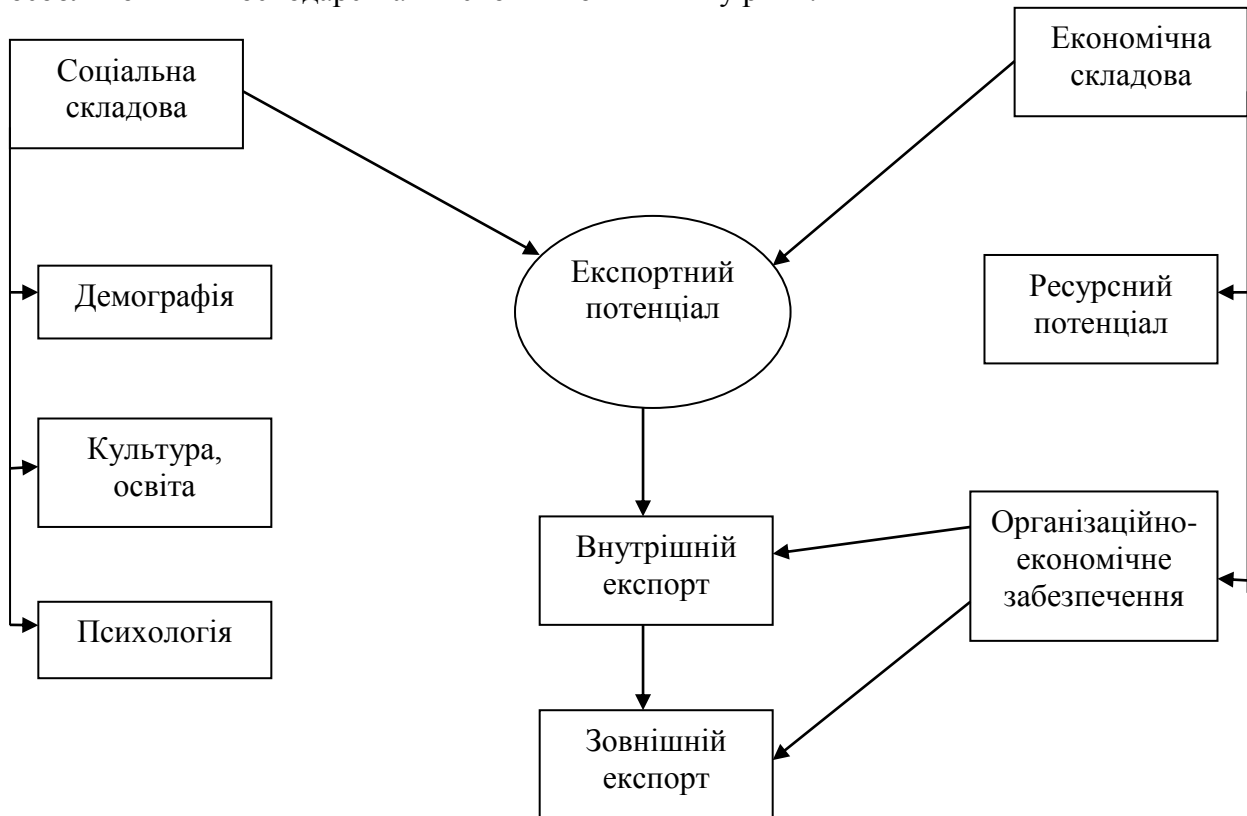 Соціальна
складова
Економічна
складова
Експортний
потенціал
Демографія
Ресурсний
потенціал
Культура,
освіта
Організаційно-
економічне
забезпечення
Внутрішній
експорт
Психологія
Зовнішній
експорт